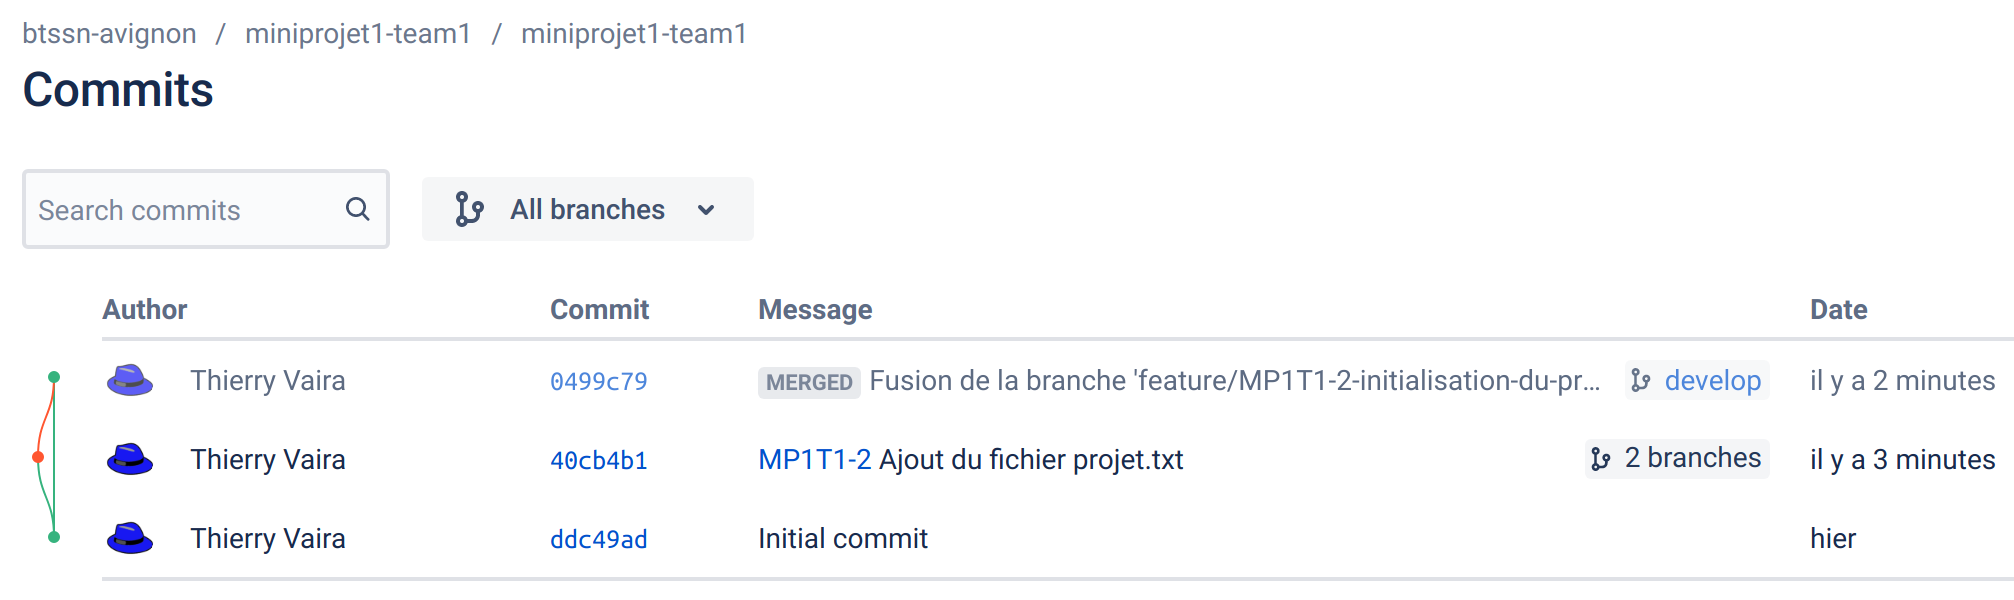 btssn-avignon / miniprojet1-team1 / miniprojet1-team1
Commits
Search commits
All branches
Author Commit Message Date
Thierry Vaira 0499c79 MERGED Fusion de la branche 'feature/MP1T1-2-initialisation-du-pr... develop il y a 2 minutes
Thierry Vaira 40cb4b1 MP1T1-2 Ajout du fichier projet.txt 2 branches il y a 3 minutes
Thierry Vaira ddc49ad Initial commit hier